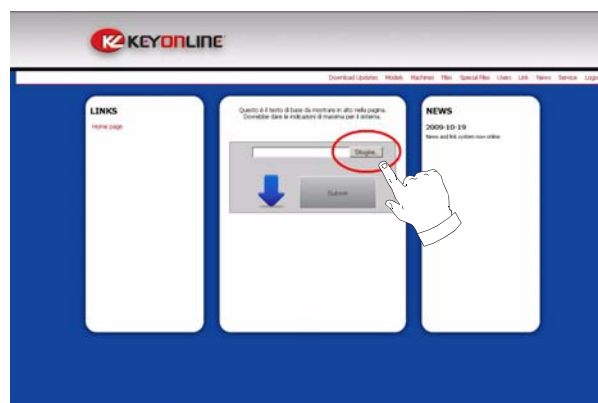 KEYONLINE
Download Updates Models Machines Files Special Files Users Link News Service Logout
LINKS
Home page
Questo è il testo di base da mostrare in alto nella pagina.
Dovrebbe dare le indicazioni di massima per il sistema.
Sfoglia...
Submit
NEWS
2009-10-19
News and link system now online